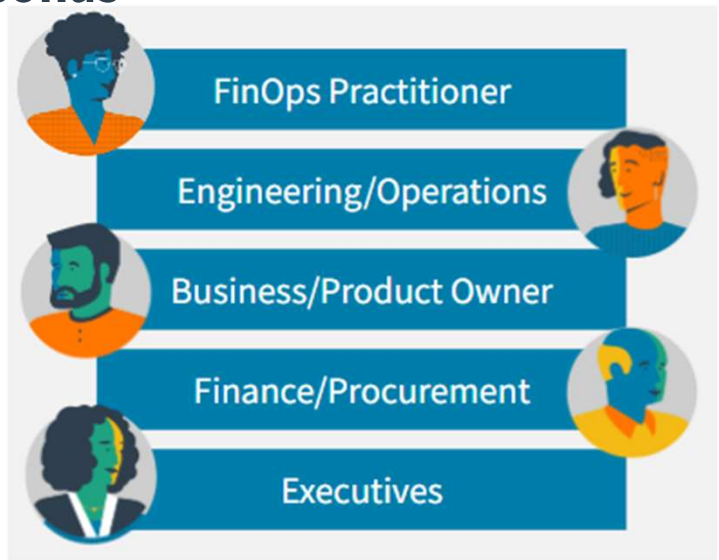 FinOps Practitioner
Engineering/Operations
Business/Product Owner
Finance/Procurement
Executives